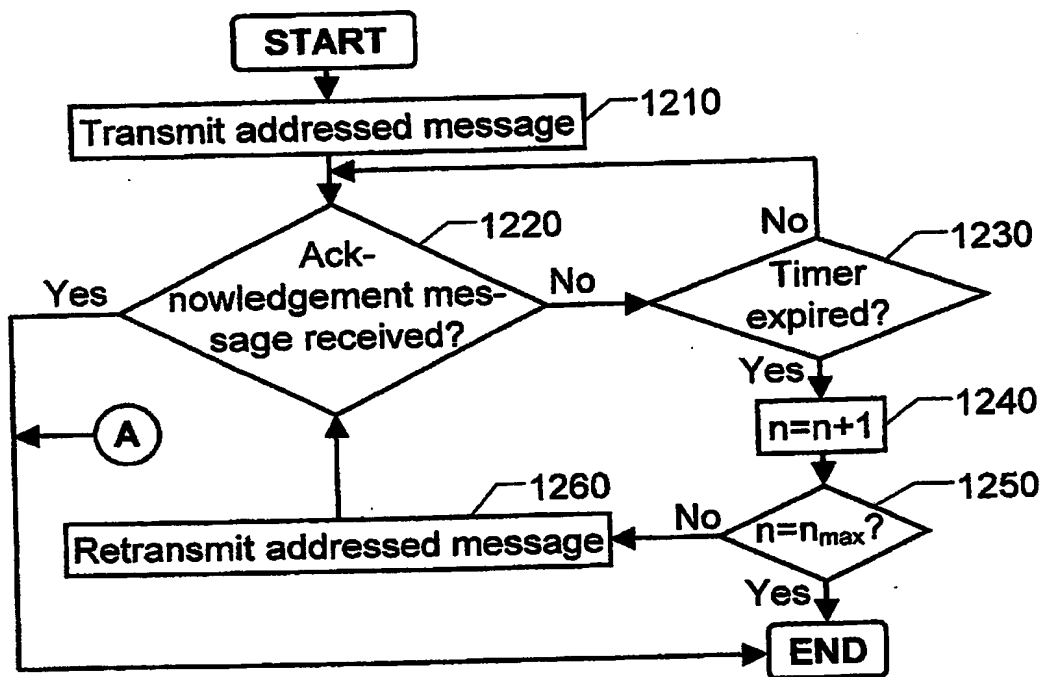 START
Transmit addressed message
1210
Ack-
nowledgement mes-
sage received?
1220
Yes
No
No
Timer
expired?
1230
Yes
n=n+1
1240
A
n=nmax?
1250
No
Retransmit addressed message
1260
Yes
END